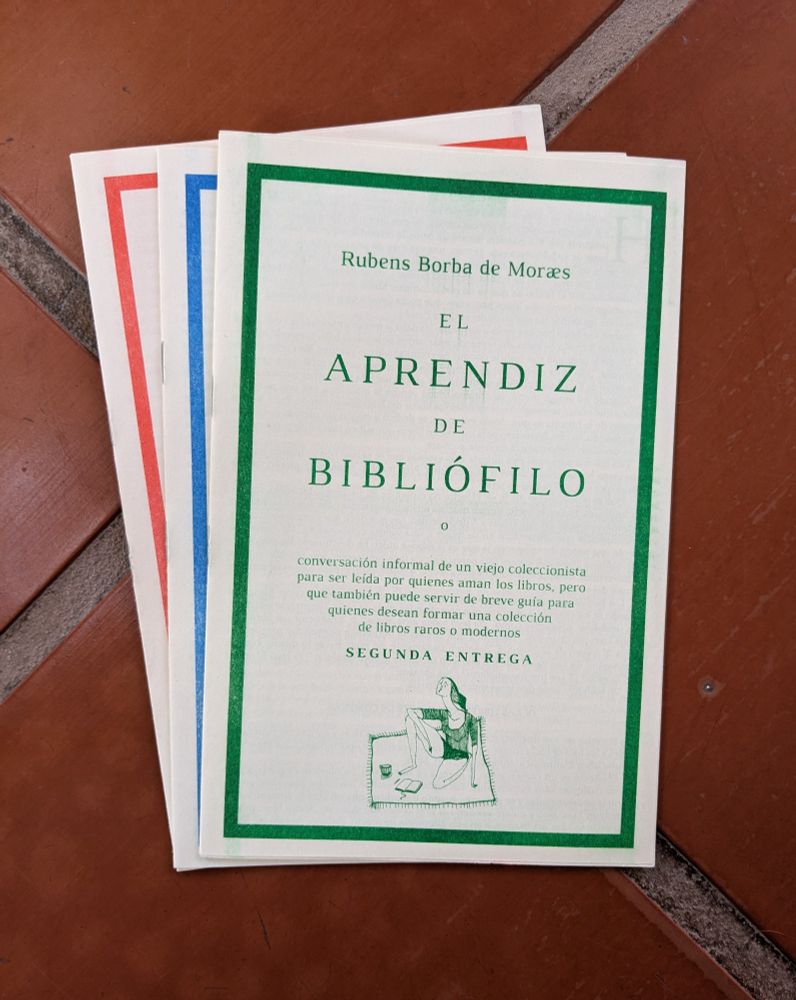 Rubens Borba de Moræs
EL
APRENDIZ
DE
BIBLIÓFILO
o
conversación informal de un viejo coleccionista
para ser leída por quienes aman los libros, pero
que también puede servir de breve guía para
quienes desean formar una colección
de libros raros o modernos
SEGUNDA ENTREGA